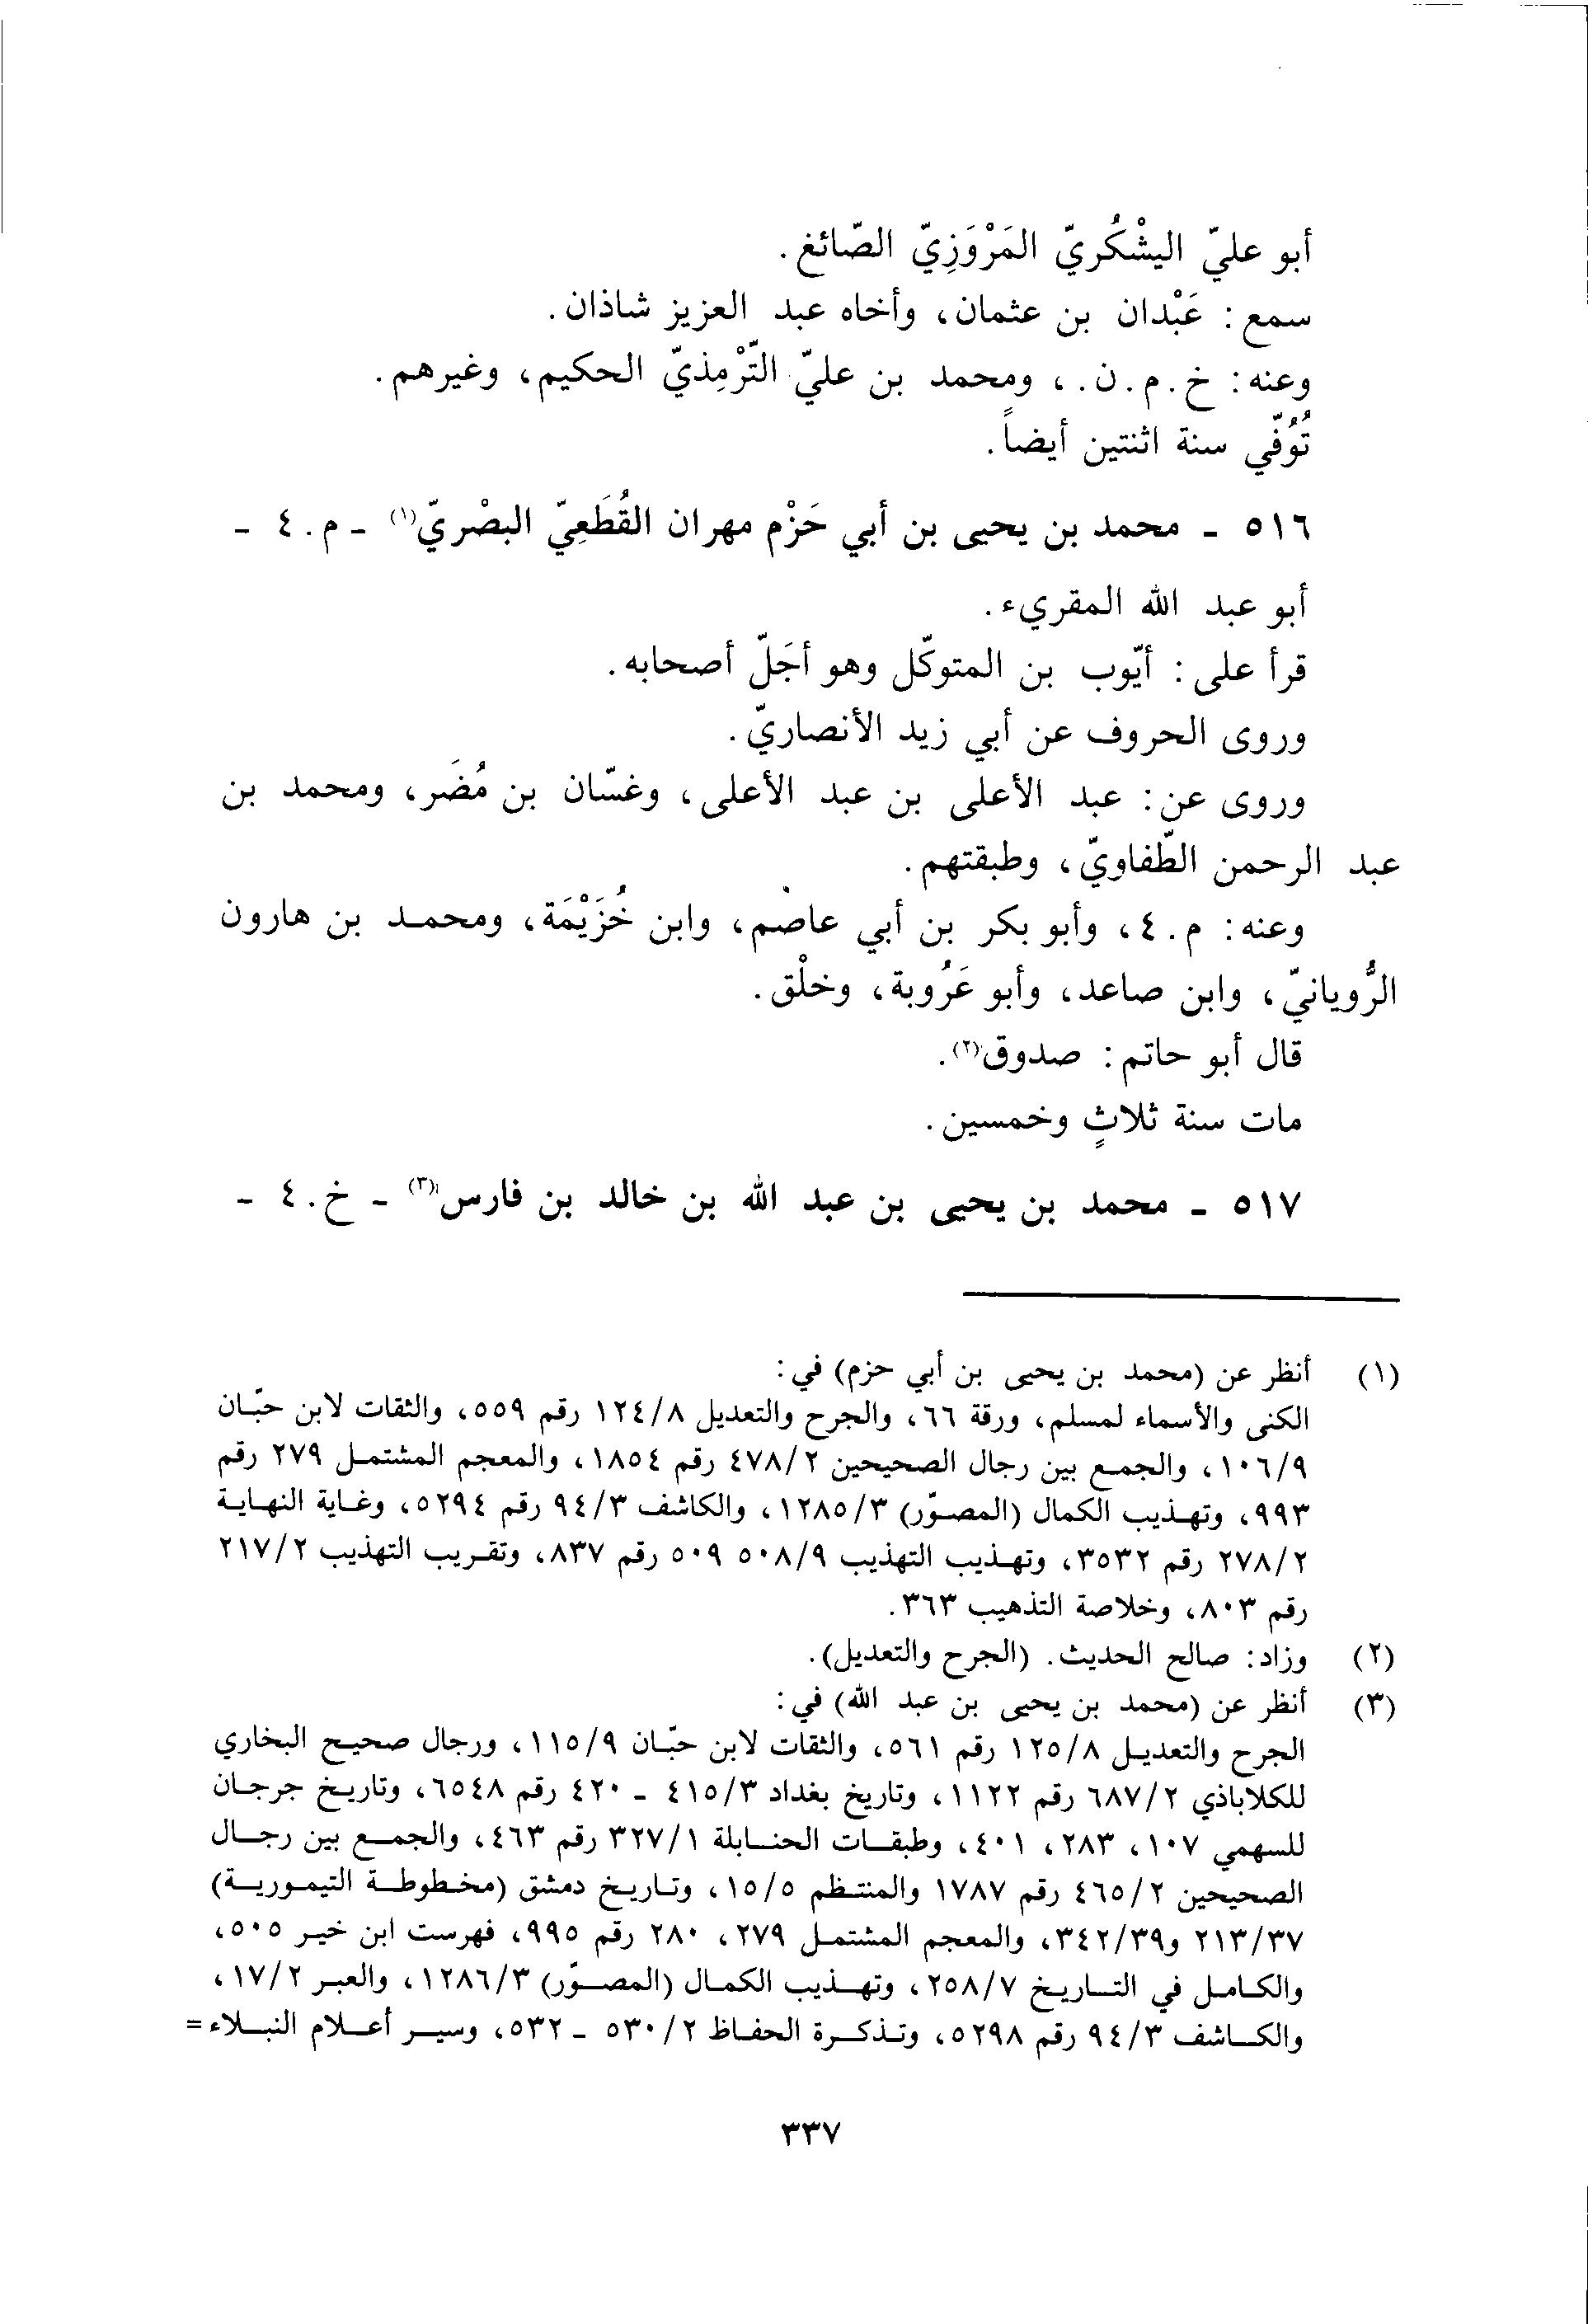 أبو عليّ اليشْكُريّ المَرْوَزِيّ الصّائغ.
سمع: عَبْدان بن عثمان، وأخاه عبد العزيز شاذان.
وعنه: خ. م. ن.، ومحمد بن عليّ التِّرْمِذيّ الحكيم، وغيرهم.
تُوُفّي سنة اثنتين أيضاً.
٥١٦ - محمد بن يحيى بن أبي حَزْم مهران القُطَعِيّ البصْريّ(١) - م. ٤ -
أبو عبد الله المقريء.
قرأ على: أيّوب بن المتوكّل وهو أجَلّ أصحابه.
وروى الحروف عن أبي زيد الأنصاريّ.
وروى عن: عبد الأعلى بن عبد الأعلى، وغسّان بن مُضَر، ومحمد بن
عبد الرحمن الطّفاويّ، وطبقتهم.
وعنه: م. ٤، وأبو بكر بن أبي عاصم، وابن خُزَيْمَة، ومحمد بن هارون
الرُّويانيّ، وابن صاعد، وأبو عَرُوبة، وخلْق.
قال أبو حاتم: صدوق(٢).
مات سنة ثلاثٍ وخمسين.
٥١٧ - محمد بن يحيى بن عبد الله بن خالد بن فارس(٣) - خ. ٤ -
(١) أنظر عن (محمد بن يحيى بن أبي حزم) في:
الكنى والأسماء لمسلم، ورقة ٦٦، والجرح والتعديل ١٢٤/٨ رقم ٥٥٩، والثقات لابن حبّان
١٠٦/٩، والجمع بين رجال الصحيحين ٤٧٨/٢ رقم ١٨٥٤، والمعجم المشتمل ٢٧٩ رقم
٩٩٣، وتهذيب الكمال (المصوّر) ١٢٨٥/٣، والكاشف ٩٤/٣ رقم ٥٢٩٤، وغاية النهاية
٢٧٨/٢ رقم ٣٥٣٢، وتهذيب التهذيب ٥٠٨/٩ ٥٠٩ رقم ٨٣٧، وتقريب التهذيب ٢١٧/٢
رقم ٨٠٣، وخلاصة التذهيب ٣٦٣.
(٢) وزاد: صالح الحديث. (الجرح والتعديل).
(٣) أنظر عن (محمد بن يحيى بن عبد الله) في:
الجرح والتعديل ١٢٥/٨ رقم ٥٦١، والثقات لابن حبّان ١١٥/٩، ورجال صحيح البخاري
للكلاباذي ٦٨٧/٢ رقم ١١٢٢، وتاريخ بغداد ٤١٥/٣ - ٤٢٠ رقم ٦٥٤٨، وتاريخ جرجان
للسهمي ١٠٧، ٢٨٣، ٤٠١، وطبقات الحنابلة ٣٢٧/١ رقم ٤٦٣، والجمع بين رجال
الصحيحين ٤٦٥/٢ رقم ١٧٨٧ والمنتظم ١٥/٥، وتاريخ دمشق (مخطوطة التيمورية)
٢١٣/٣٧ و٣٤٢/٣٩، والمعجم المشتمل ٢٧٩، ٢٨٠ رقم ٩٩٥، فهرست ابن خير ٥٠٥،
والكامل في التاريخ ٢٥٨/٧، وتهذيب الكمال (المصوّر) ١٢٨٦/٣، والعبر ١٧/٢،
والكاشف ٩٤/٣ رقم ٥٢٩٨، وتذكرة الحفاظ ٥٣٠/٢ - ٥٣٢، وسير أعلام النبلاء =
٣٣٧